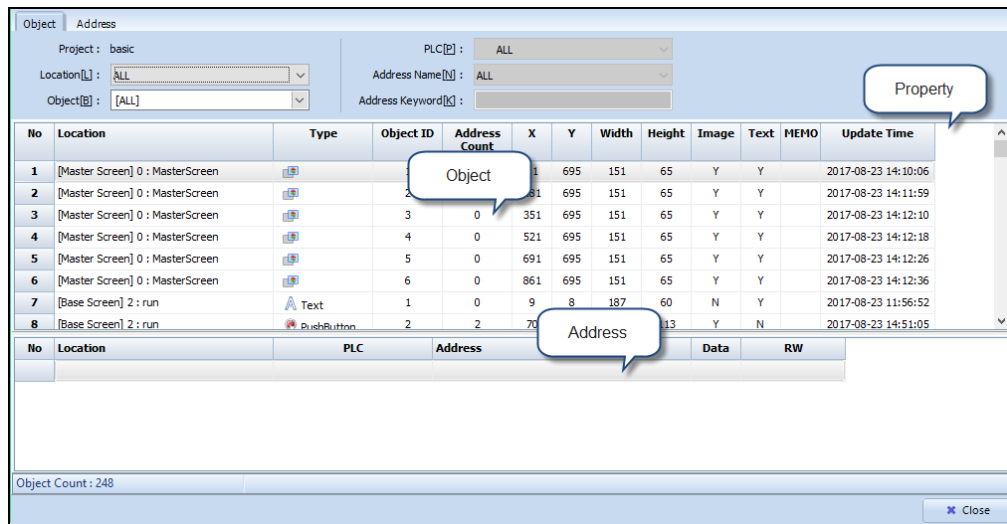 Object Address
Project : basic PLC[P] : ALL
Location[L] : ALL Address Name[N] : ALL
Object[B] : [ALL] Address Keyword[K] :
Property
No Location Type Object ID Address Count X Y Width Height Image Text MEMO Update Time
1 [Master Screen] 0 : MasterScreen 695 151 65 Y Y 2017-08-23 14:10:06
Object
2 [Master Screen] 0 : MasterScreen 695 151 65 Y Y 2017-08-23 14:11:59
3 [Master Screen] 0 : MasterScreen 3 0 351 695 151 65 Y Y 2017-08-23 14:12:10
4 [Master Screen] 0 : MasterScreen 4 0 521 695 151 65 Y Y 2017-08-23 14:12:18
5 [Master Screen] 0 : MasterScreen 5 0 691 695 151 65 Y Y 2017-08-23 14:12:26
6 [Master Screen] 0 : MasterScreen 6 0 861 695 151 65 Y Y 2017-08-23 14:12:36
7 [Base Screen] 2 : run A Text 1 0 9 8 187 60 N Y 2017-08-23 11:56:52
8 [Base Screen] 2 : run PushButton 2 2 Y N 2017-08-23 14:51:05
Address
No Location PLC Address Data RW
Object Count : 248
Close